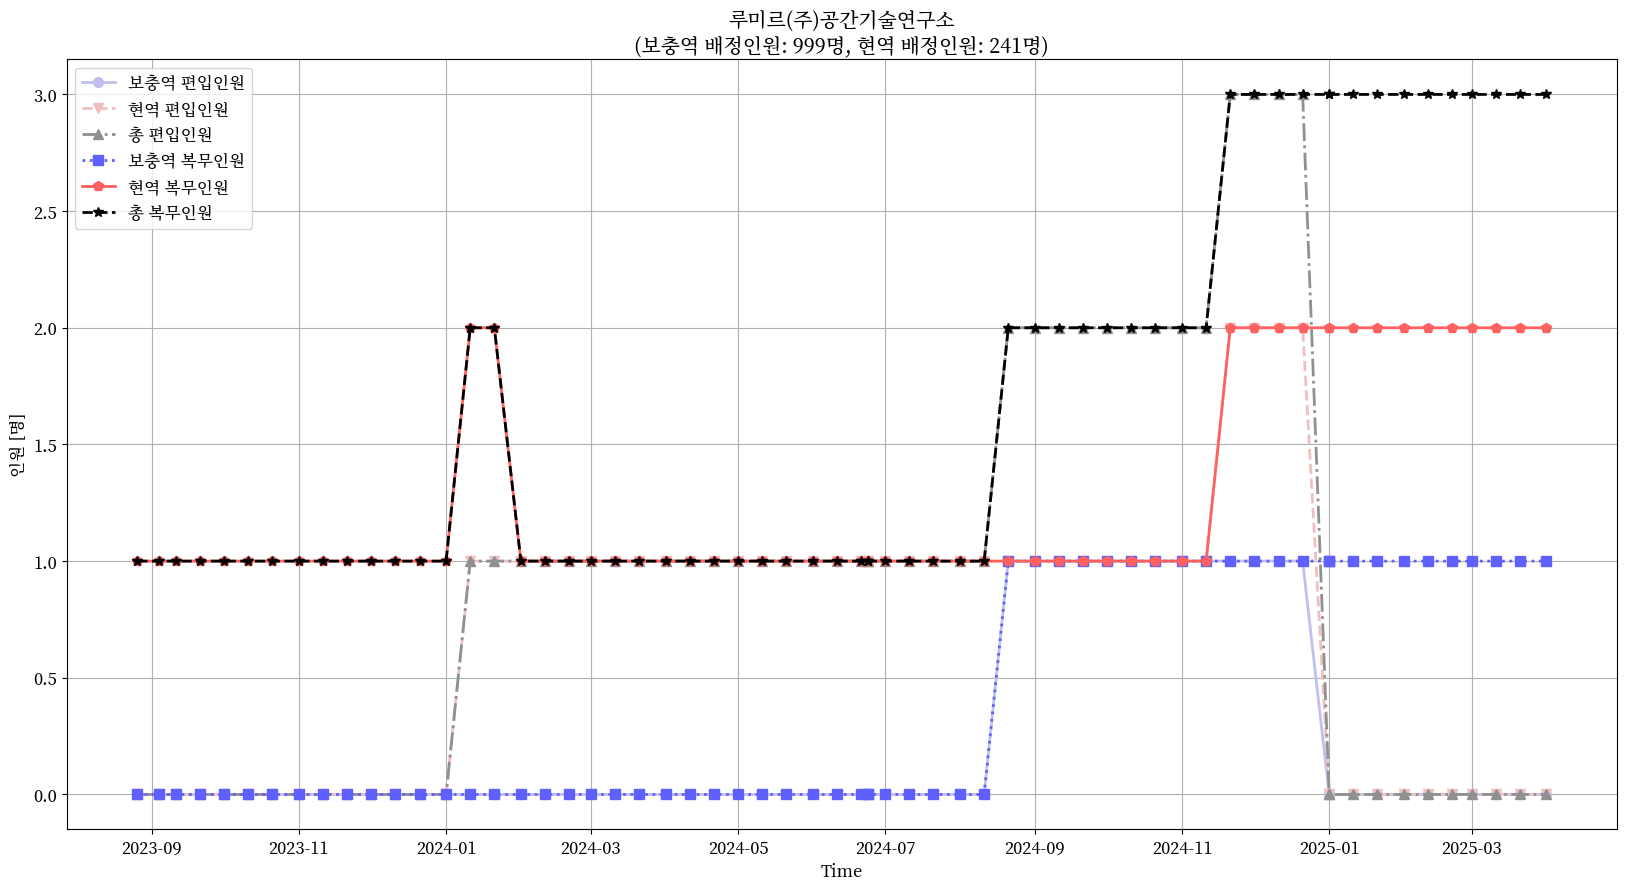 루미르(주)공간기술연구소
(보충역 배정인원: 999명, 현역 배정인원: 241명)
보충역 편입인원
현역 편입인원
총 편입인원
보충역 복무인원
현역 복무인원
총 복무인원
3.0
2.5
2.0
1.5
1.0
0.5
0.0
인원 [명]
2023-09 2023-11 2024-01 2024-03 2024-05 2024-07 2024-09 2024-11 2025-01 2025-03
Time